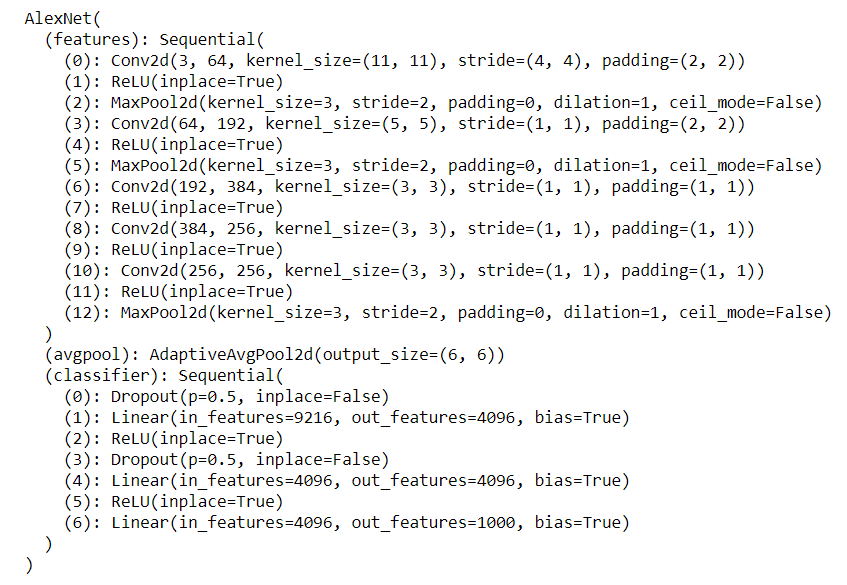 AlexNet(
  (features): Sequential(
    (0): Conv2d(3, 64, kernel_size=(11, 11), stride=(4, 4), padding=(2, 2))
    (1): ReLU(inplace=True)
    (2): MaxPool2d(kernel_size=3, stride=2, padding=0, dilation=1, ceil_mode=False)
    (3): Conv2d(64, 192, kernel_size=(5, 5), stride=(1, 1), padding=(2, 2))
    (4): ReLU(inplace=True)
    (5): MaxPool2d(kernel_size=3, stride=2, padding=0, dilation=1, ceil_mode=False)
    (6): Conv2d(192, 384, kernel_size=(3, 3), stride=(1, 1), padding=(1, 1))
    (7): ReLU(inplace=True)
    (8): Conv2d(384, 256, kernel_size=(3, 3), stride=(1, 1), padding=(1, 1))
    (9): ReLU(inplace=True)
    (10): Conv2d(256, 256, kernel_size=(3, 3), stride=(1, 1), padding=(1, 1))
    (11): ReLU(inplace=True)
    (12): MaxPool2d(kernel_size=3, stride=2, padding=0, dilation=1, ceil_mode=False)
  )
  (avgpool): AdaptiveAvgPool2d(output_size=(6, 6))
  (classifier): Sequential(
    (0): Dropout(p=0.5, inplace=False)
    (1): Linear(in_features=9216, out_features=4096, bias=True)
    (2): ReLU(inplace=True)
    (3): Dropout(p=0.5, inplace=False)
    (4): Linear(in_features=4096, out_features=4096, bias=True)
    (5): ReLU(inplace=True)
    (6): Linear(in_features=4096, out_features=1000, bias=True)
  )
)